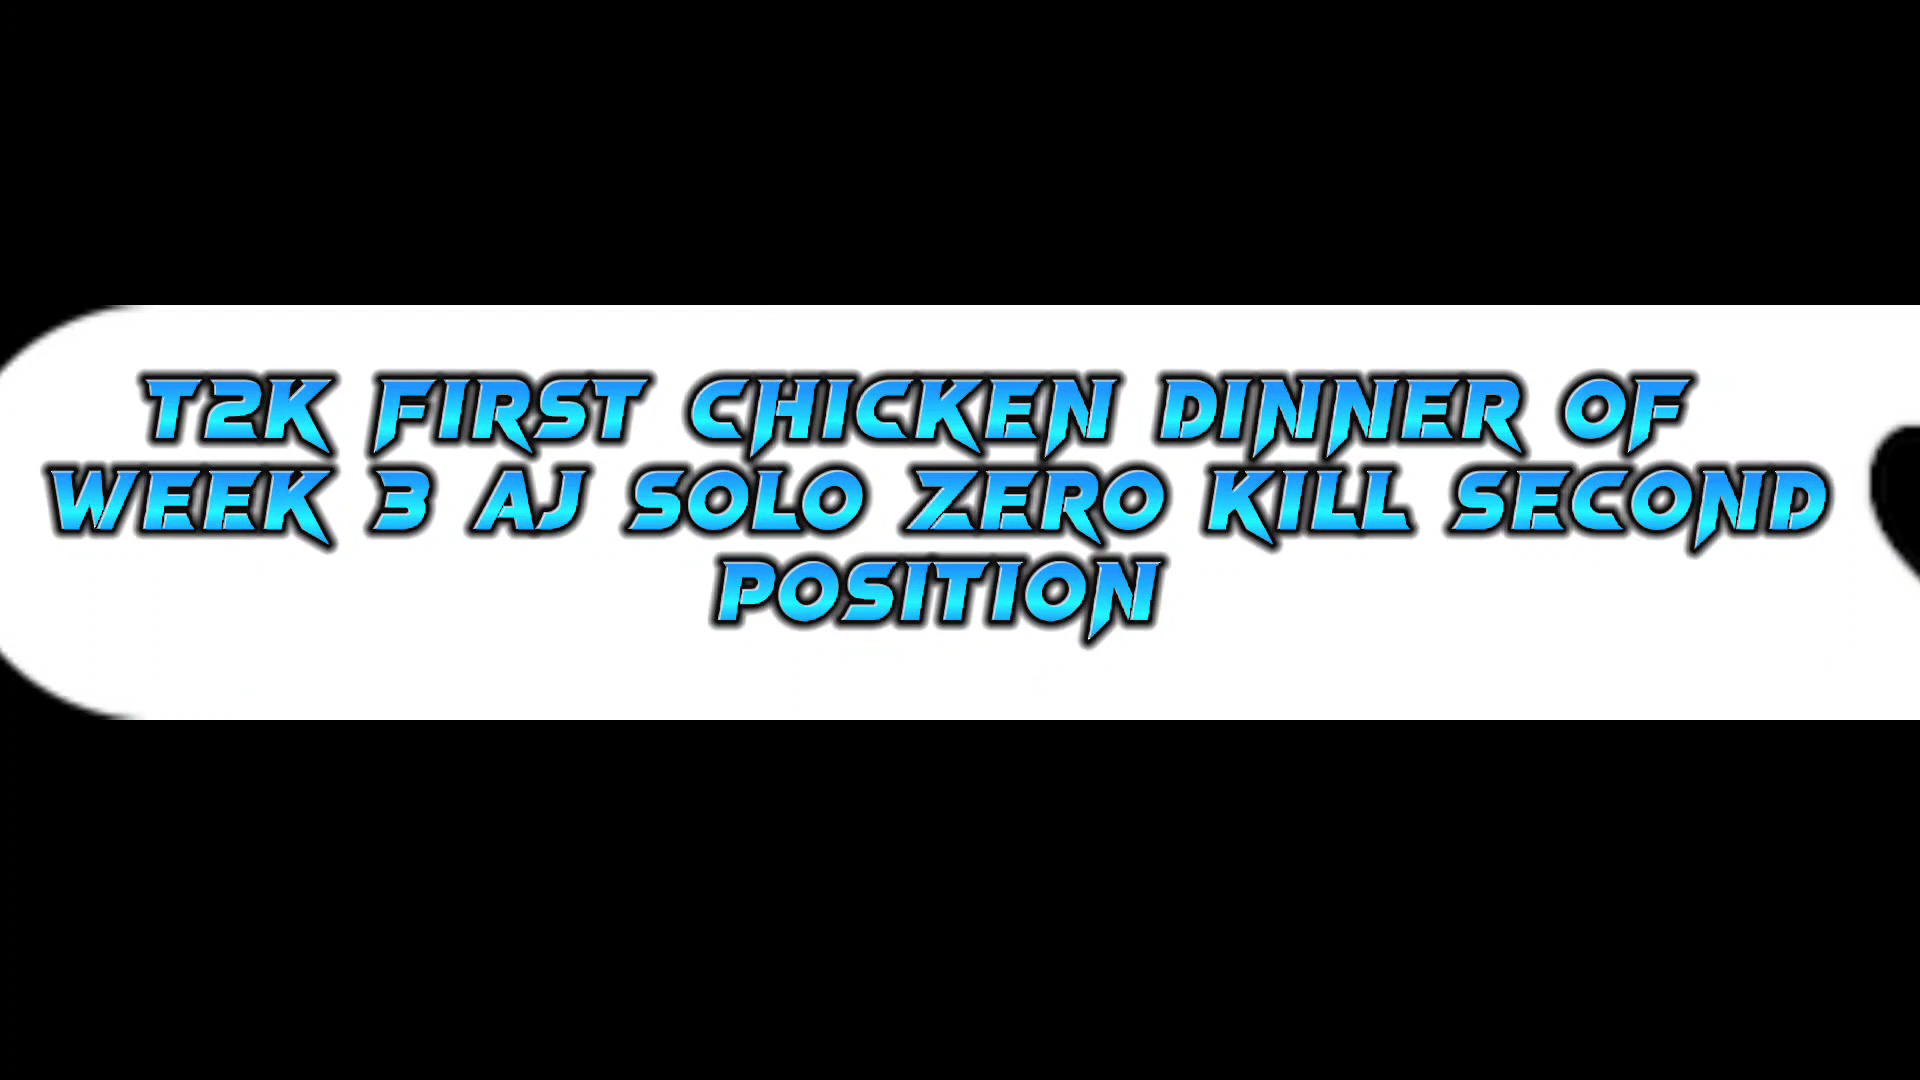 T2K FIRST CHICKEN DINNER OF
WEEK 3 AJ SOLO ZERO KILL SECOND
POSITION